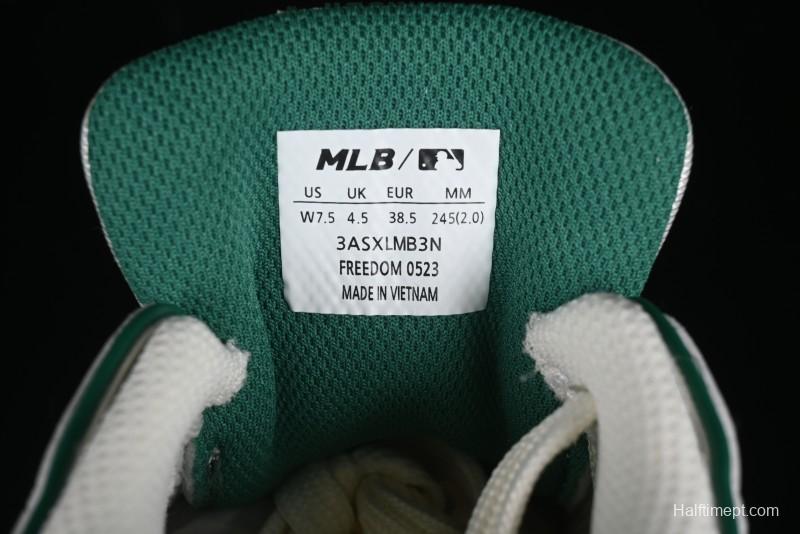 MLB/
US UK EUR MM
W7.5 4.5 38.5 245(2.0)
3ASXLMB3N
FREEDOM 0523
MADE IN VIETNAM
Halftimept.com